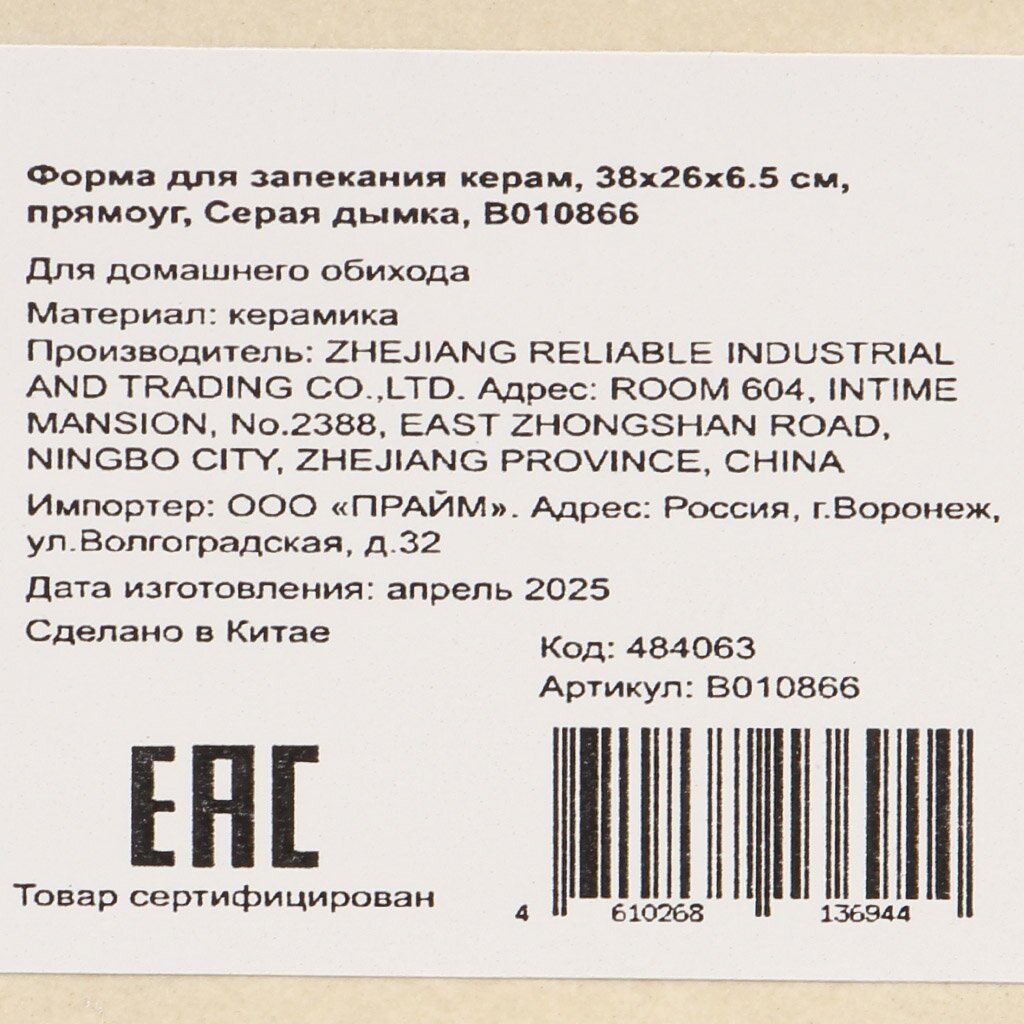 Форма для запекания керам, 38х26х6.5 см,
прямоуг, Серая дымка, B010866
Для домашнего обихода
Материал: керамика
Производитель: ZHEJIANG RELIABLE INDUSTRIAL
AND TRADING CO.,LTD. Адрес: ROOM 604, INTIME
MANSION, No.2388, EAST ZHONGSHAN ROAD,
NINGBO CITY, ZHEJIANG PROVINCE, CHINA
Импортер: ООО «ПРАЙМ». Адрес: Россия, г.Воронеж,
ул.Волгоградская, д.32
Дата изготовления: апрель 2025
Сделано в Китае
Код: 484063
Артикул: B010866
EAC
Товар сертифицирован
4 610268 136944